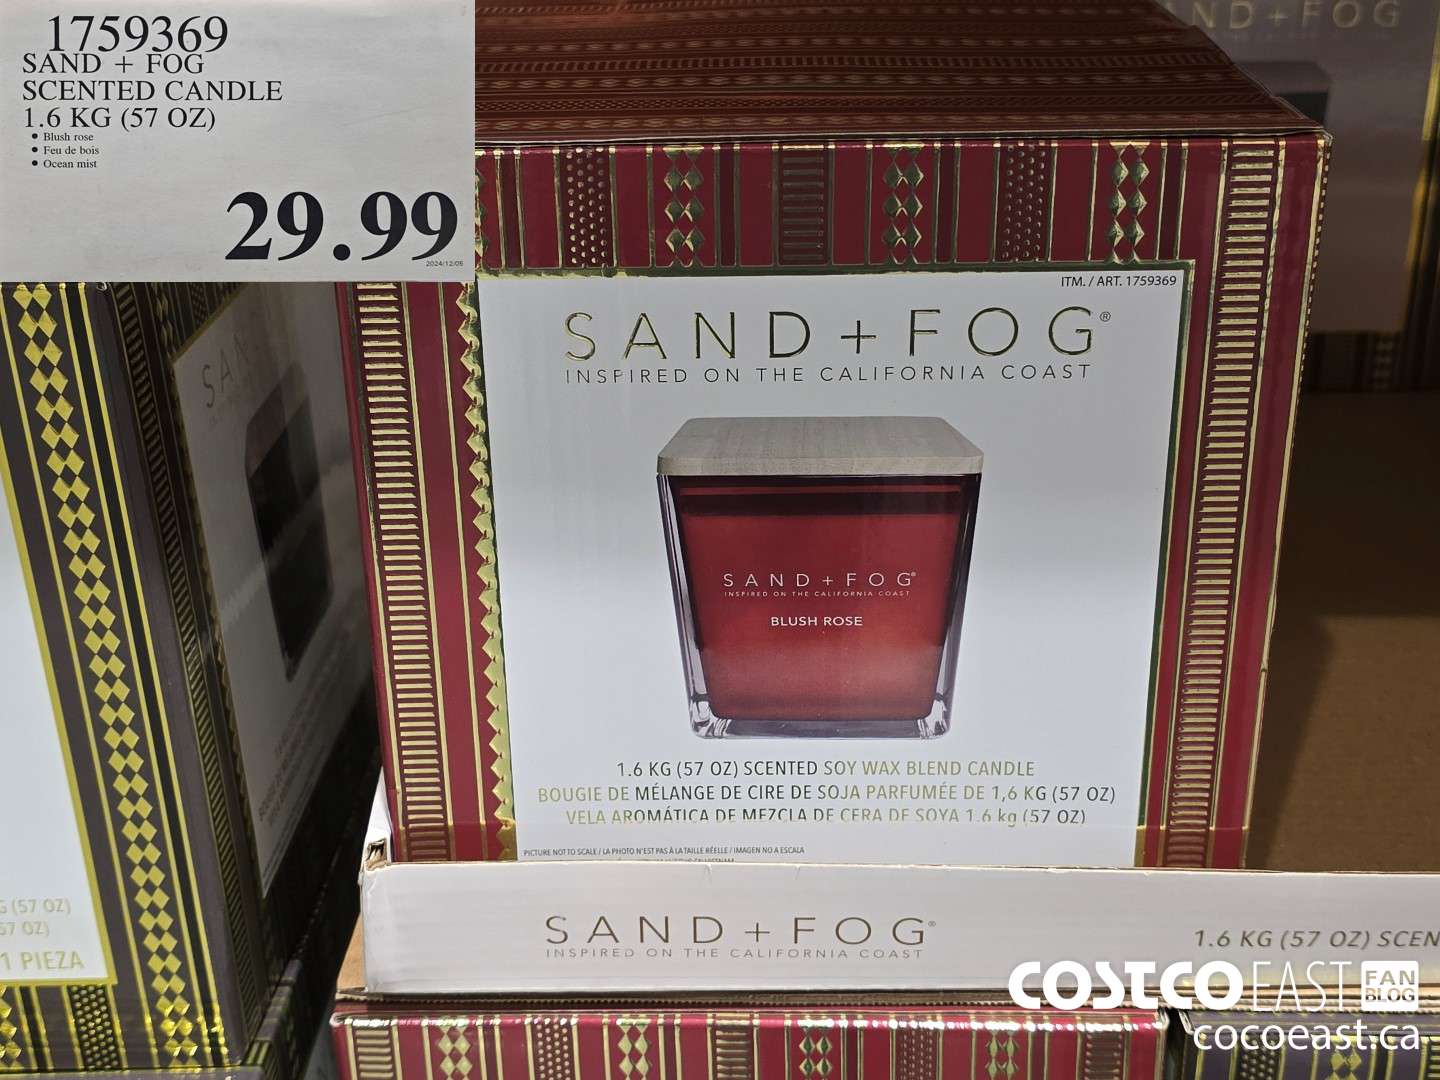 1759369
SAND + FOG
SCENTED CANDLE
1.6 KG (57 OZ)
• Blush rose
• Feu de bois
• Ocean mist
29.99
2024/12/05
ND+FOG
ITM. / ART. 1759369
SAND+FOG®
INSPIRED ON THE CALIFORNIA COAST
SAN
SAND+FOG®
INSPIRED ON THE CALIFORNIA COAST
BLUSH ROSE
1.6 KG (57 OZ) SCENTED SOY WAX BLEND CANDLE
BOUGIE DE MÉLANGE DE CIRE DE SOJA PARFUMÉE DE 1,6 KG (57 OZ)
VELA AROMÁTICA DE MEZCLA DE CERA DE SOYA 1.6 kg (57 OZ)
PICTURE NOT TO SCALE / LA PHOTO N'EST PAS À LA TAILLE RÉELLE / IMAGEN NO A ESCALA
G (57 OZ)
57 OZ)
1 PIEZA
SAND+FOG®
INSPIRED ON THE CALIFORNIA COAST
1.6 KG (57 OZ) SCEN
COSTCO EAST FAN BLOG
cocoeast.ca